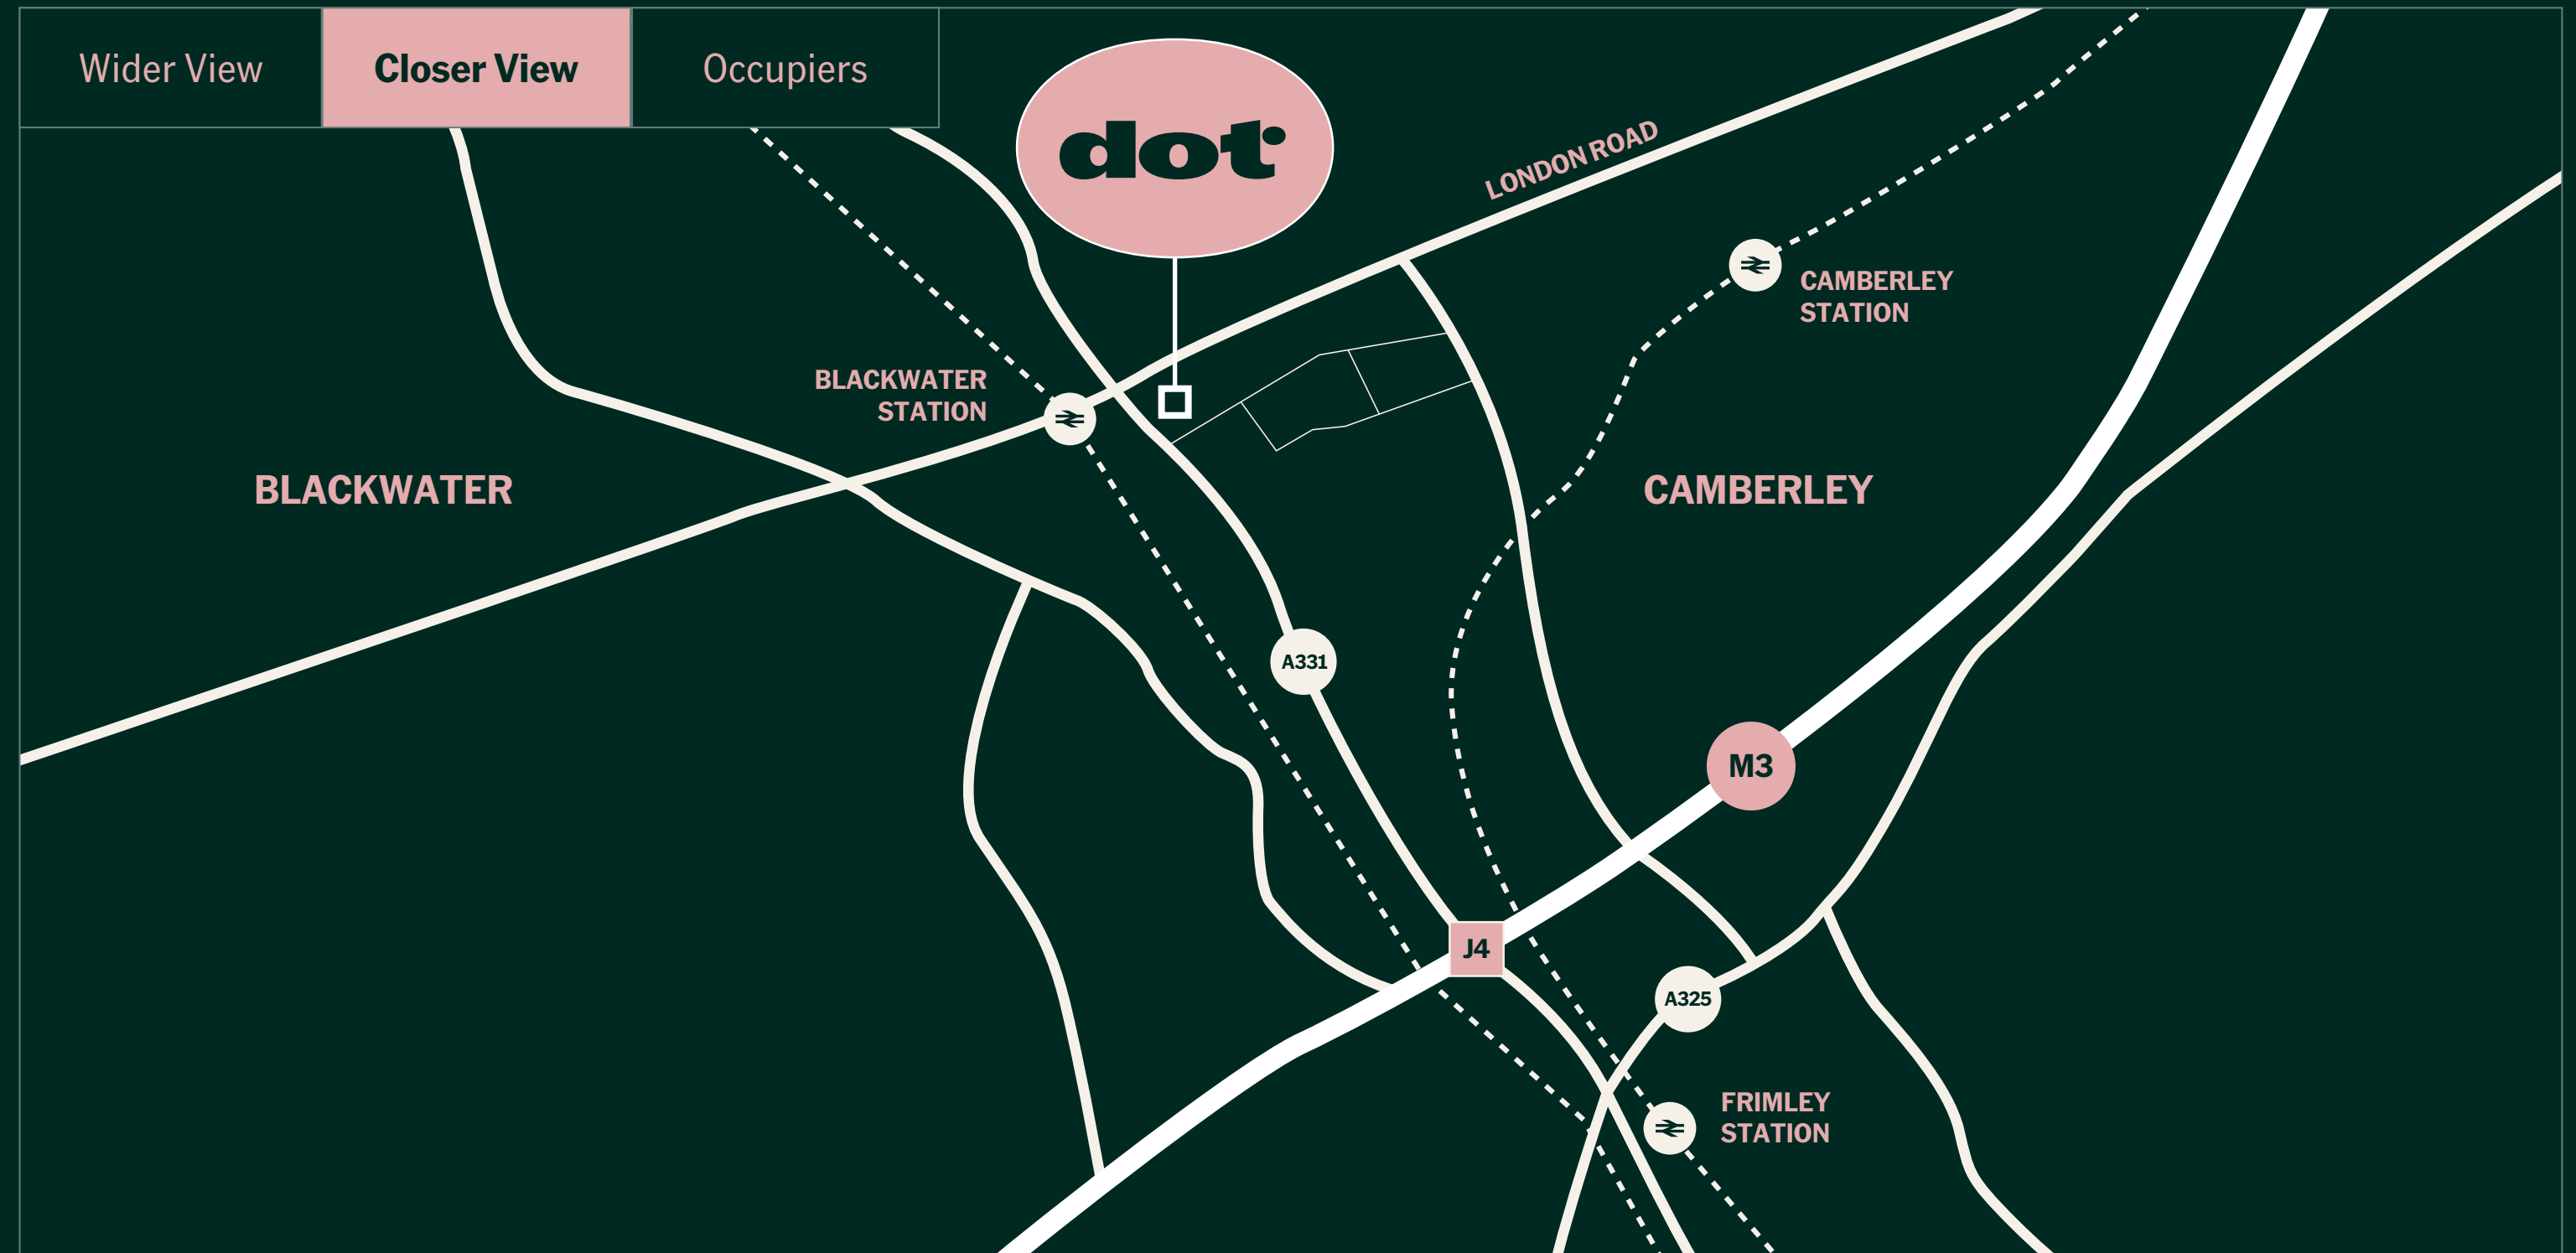 Wider View
Closer View
Occupiers
dot
LONDON ROAD
CAMBERLEY
STATION
BLACKWATER
STATION
BLACKWATER
CAMBERLEY
A331
M3
J4
A325
FRIMLEY
STATION